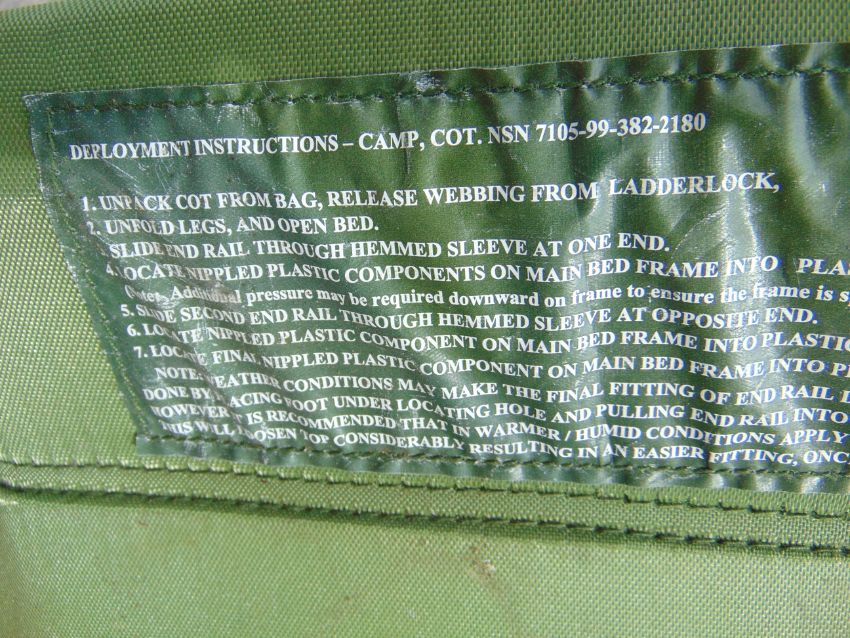 DEPLOYMENT INSTRUCTIONS – CAMP, COT. NSN 7105-99-382-2180
1. UNPACK COT FROM BAG, RELEASE WEBBING FROM LADDERLOCK,
2. UNFOLD LEGS, AND OPEN BED.
SLIDE END RAIL THROUGH HEMMED SLEEVE AT ONE END.
4. LOCATE NIPPLED PLASTIC COMPONENTS ON MAIN BED FRAME INTO PLAS
Additional pressure may be required downward on frame to ensure the frame is sp
5. SLIDE SECOND END RAIL THROUGH HEMMED SLEEVE AT OPPOSITE END.
6. LOCATE NIPPLED PLASTIC COMPONENT ON MAIN BED FRAME INTO PLASTIC
7. LOCATE FINAL NIPPLED PLASTIC COMPONENT ON MAIN BED FRAME INTO PL
NOTE: WEATHER CONDITIONS MAY MAKE THE FINAL FITTING OF END RAIL
DONE BY PLACING FOOT UNDER LOCATING HOLE AND PULLING END RAIL INTO
HOWEVER IT IS RECOMMENDED THAT IN WARMER / HUMID CONDITIONS APPLY
THIS WILL LOOSEN TOP CONSIDERABLY RESULTING IN AN EASIER FITTING, ONC